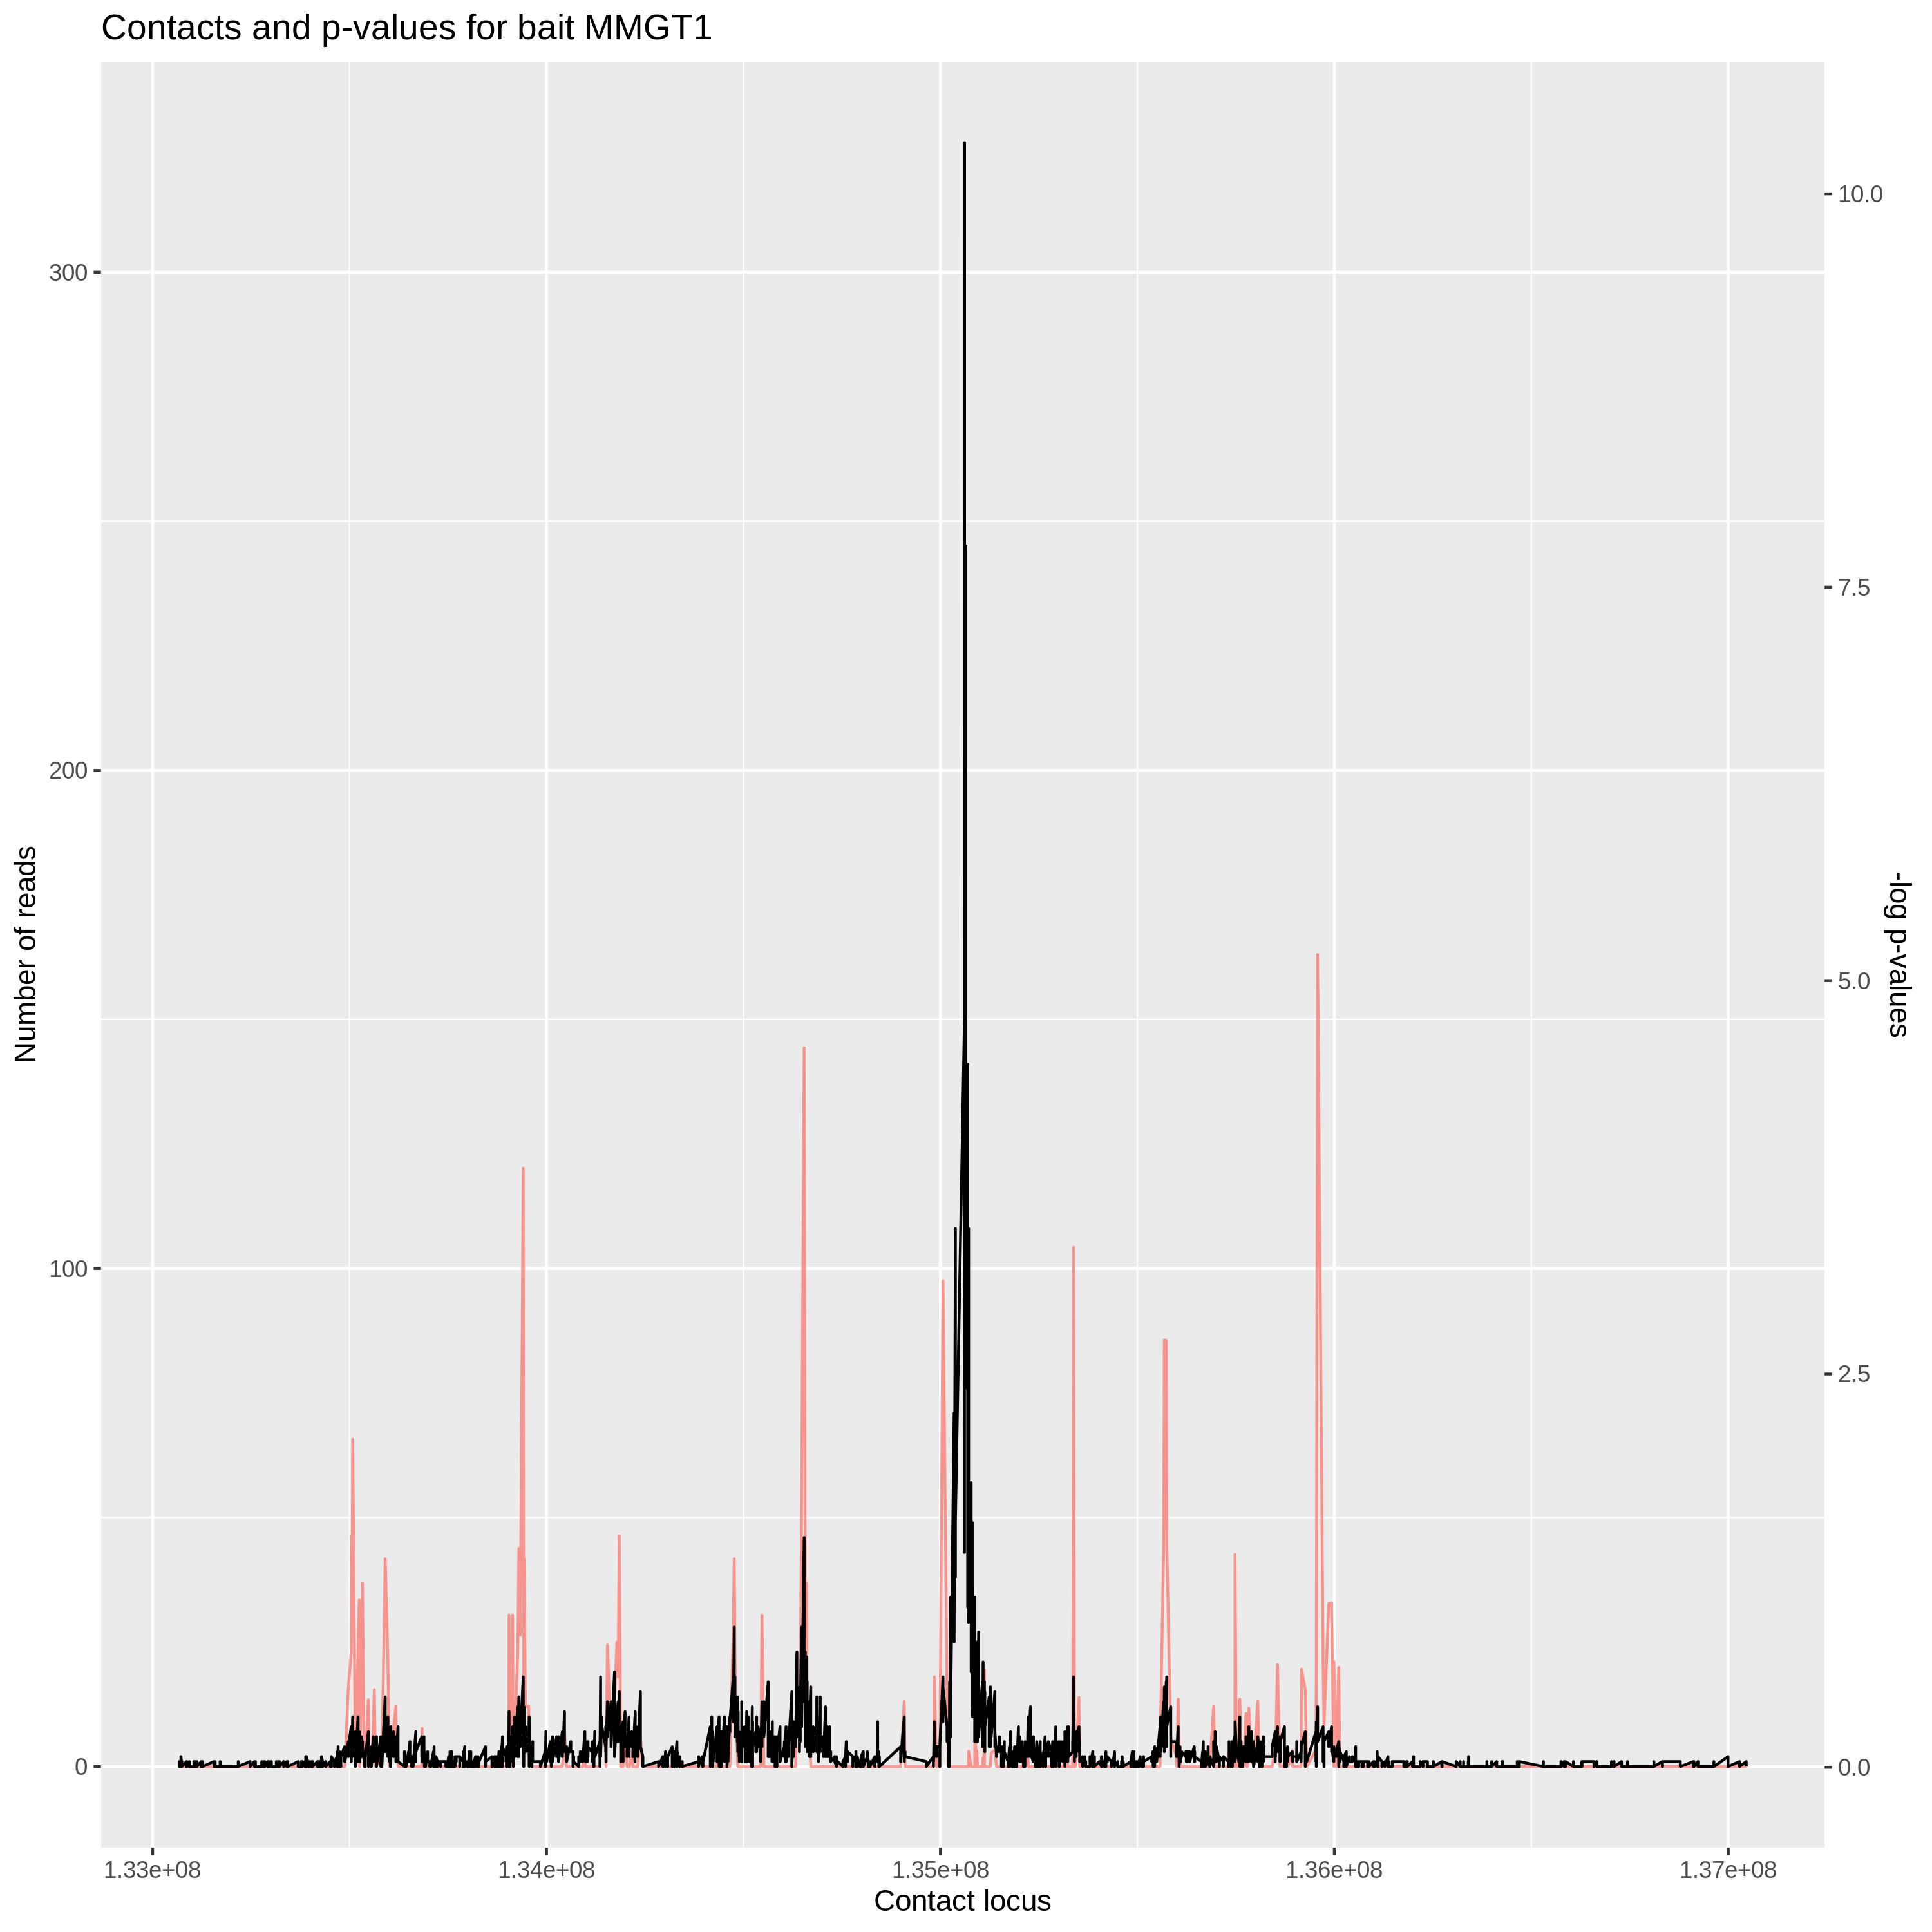 Contacts and p-values for bait MMGT1
Number of reads
300
200
100
0
10.0
7.5
5.0
2.5
0.0
-log p-values
1.33e+08
1.34e+08
1.35e+08
1.36e+08
1.37e+08
Contact locus